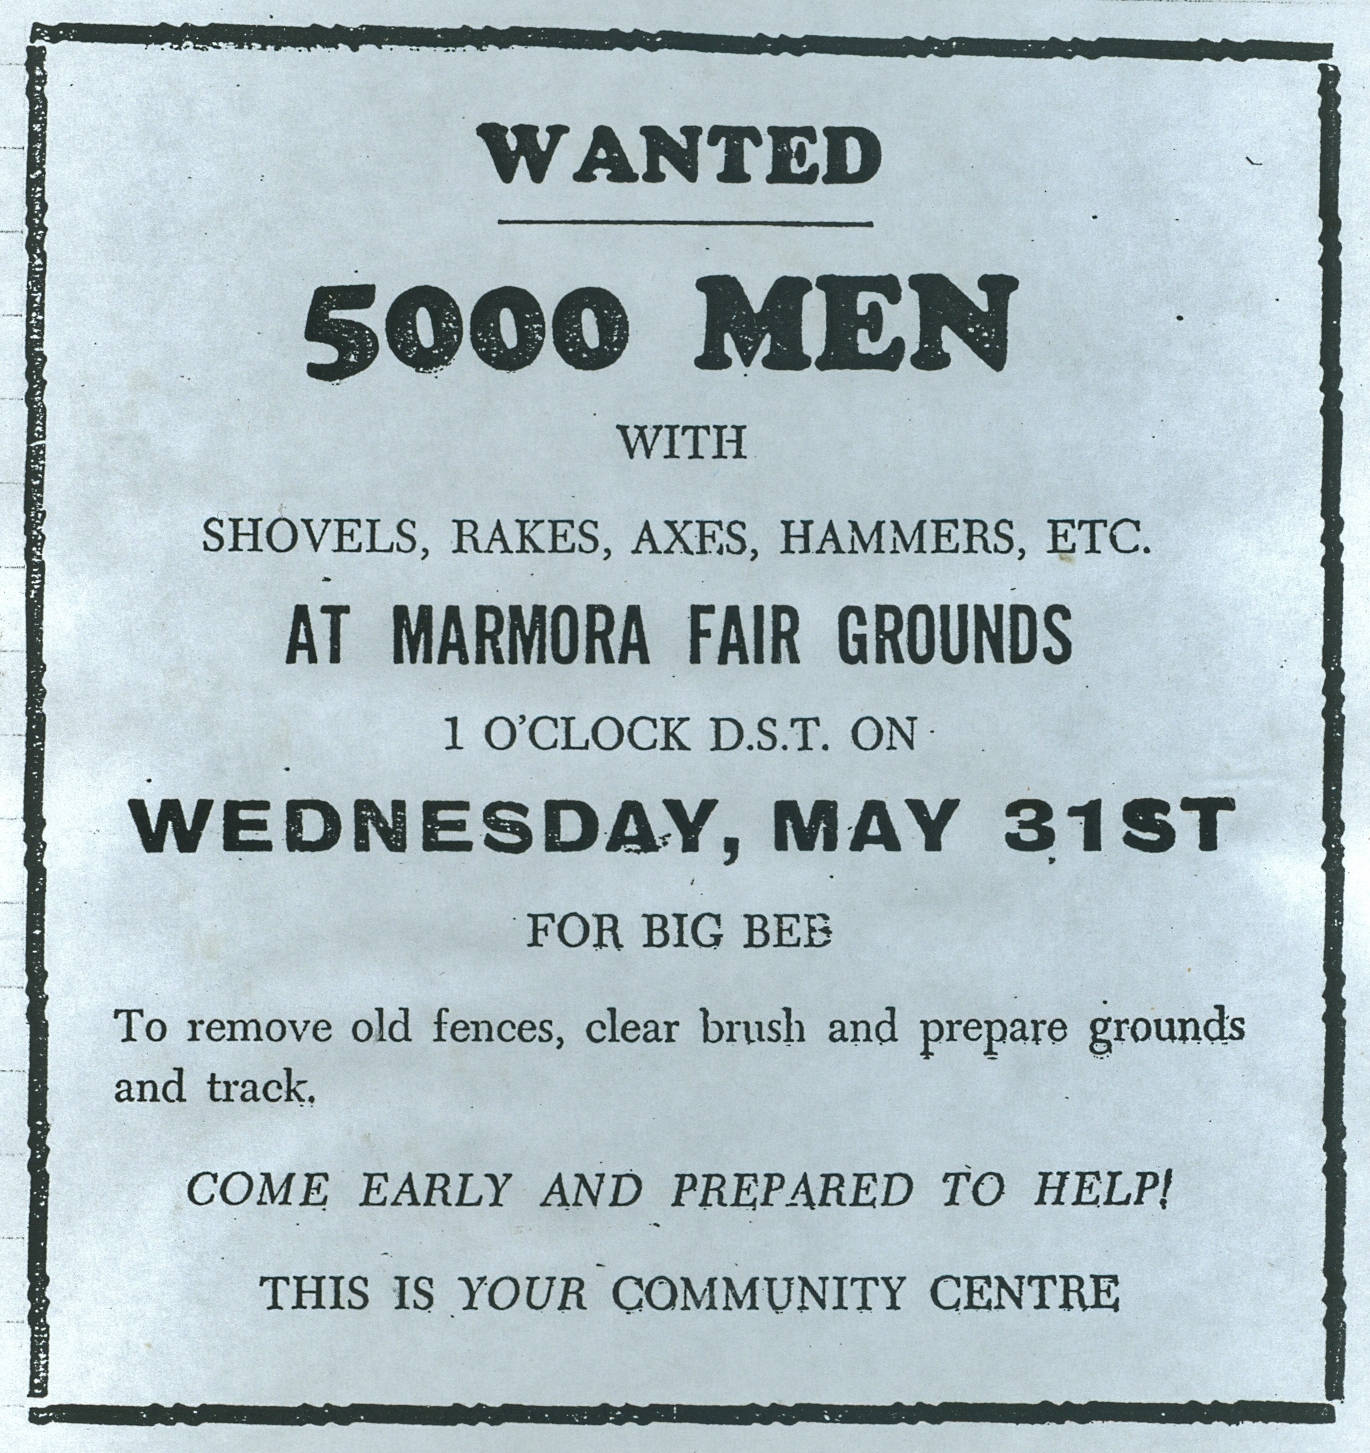 WANTED
5000 MEN
WITH
SHOVELS, RAKES, AXES, HAMMERS, ETC.
AT MARMORA FAIR GROUNDS
1 O'CLOCK D.S.T. ON
WEDNESDAY, MAY 31ST
FOR BIG BEE
To remove old fences, clear brush and prepare grounds
and track.
COME EARLY AND PREPARED TO HELP!
THIS IS YOUR COMMUNITY CENTRE